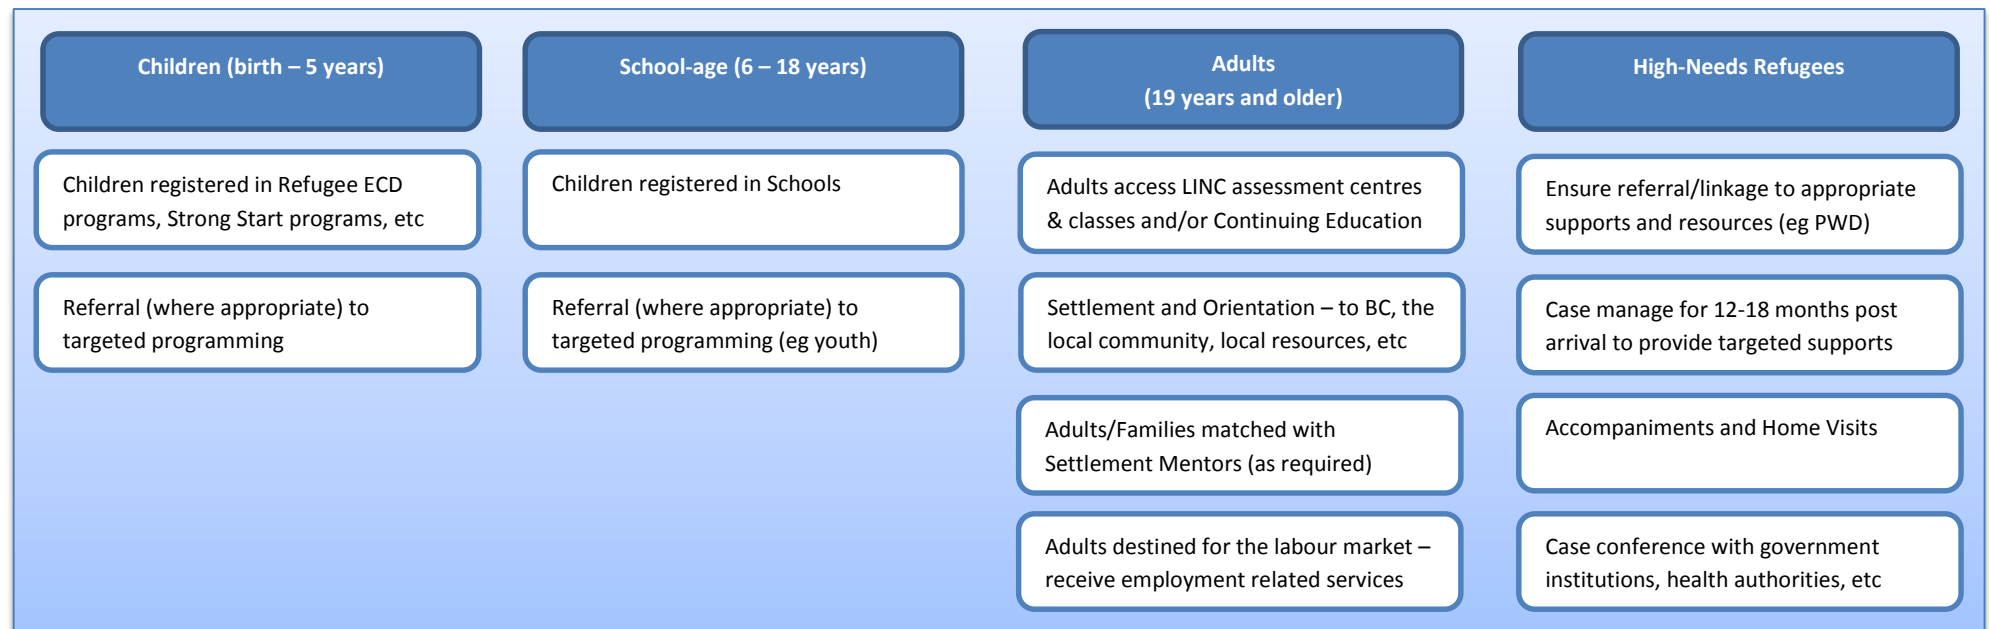 Children (birth – 5 years)
Children registered in Refugee ECD
programs, Strong Start programs, etc
Referral (where appropriate) to
targeted programming
School-age (6 – 18 years)
Children registered in Schools
Referral (where appropriate) to
targeted programming (eg youth)
Adults
(19 years and older)
Adults access LINC assessment centres
& classes and/or Continuing Education
Settlement and Orientation – to BC, the
local community, local resources, etc
Adults/Families matched with
Settlement Mentors (as required)
Adults destined for the labour market –
receive employment related services
High-Needs Refugees
Ensure referral/linkage to appropriate
supports and resources (eg PWD)
Case manage for 12-18 months post
arrival to provide targeted supports
Accompaniments and Home Visits
Case conference with government
institutions, health authorities, etc